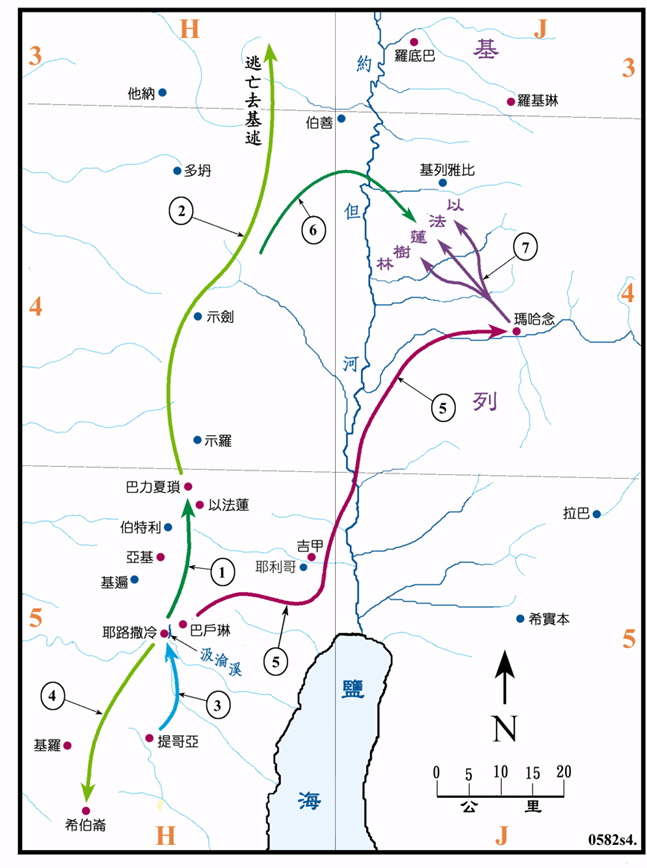 H
J
3
3
基
羅底巴
約
逃亡去基述
他納
羅基琳
伯善
多坍
基列雅比
2
但
6
以
法
蓮
樹
林
7
4
4
示劍
瑪哈念
河
5
列
示羅
巴力夏瑣
以法蓮
拉巴
伯特利
吉甲
亞基
耶利哥
1
基遍
5
5
希實本
巴戶琳
耶路撒冷
汲淪溪
5
鹽
4
3
提哥亞
基羅
N
0 5 10 15 20
公 里
海
希伯崙
H
J
0582s4.